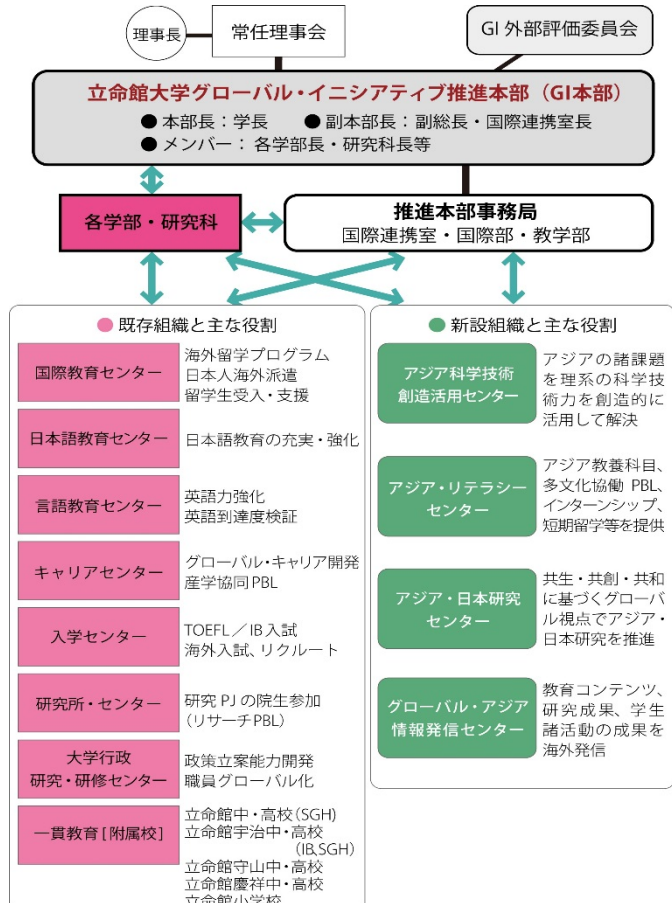 理事長
常任理事会
GI 外部評価委員会
立命館大学グローバル・イニシアティブ推進本部（GI本部）
● 本部長：学長　● 副本部長：副総長・国際連携室長
● メンバー：各学部長・研究科長等
各学部・研究科
推進本部事務局
国際連携室・国際部・教学部
● 既存組織と主な役割
国際教育センター
海外留学プログラム
日本人海外派遣
留学生受入・支援
日本語教育センター
日本語教育の充実・強化
言語教育センター
英語力強化
英語到達度検証
キャリアセンター
グローバル・キャリア開発
産学協同PBL
入学センター
TOEFL／IB入試
海外入試、リクルート
研究所・センター
研究PJの院生参加
（リサーチPBL）
大学行政
研究・研修センター
政策立案能力開発
職員グローバル化
一貫教育［附属校］
立命館中・高校（SGH）
立命館宇治中・高校
（IB,SGH）
立命館守山中・高校
立命館慶祥中・高校
立命館小学校
● 新設組織と主な役割
アジア科学技術
創造活用センター
アジアの諸課題
を理系の科学技
術力を創造的に
活用して解決
アジア・リテラシー
センター
アジア教養科目、
多文化協働PBL、
インターンシップ、
短期留学等を提供
アジア・日本研究
センター
共生・共創・共和
に基づくグローバ
ル視点でアジア・
日本研究を推進
グローバル・アジア
情報発信センター
教育コンテンツ、
研究成果、学生
諸活動の成果を
海外発信